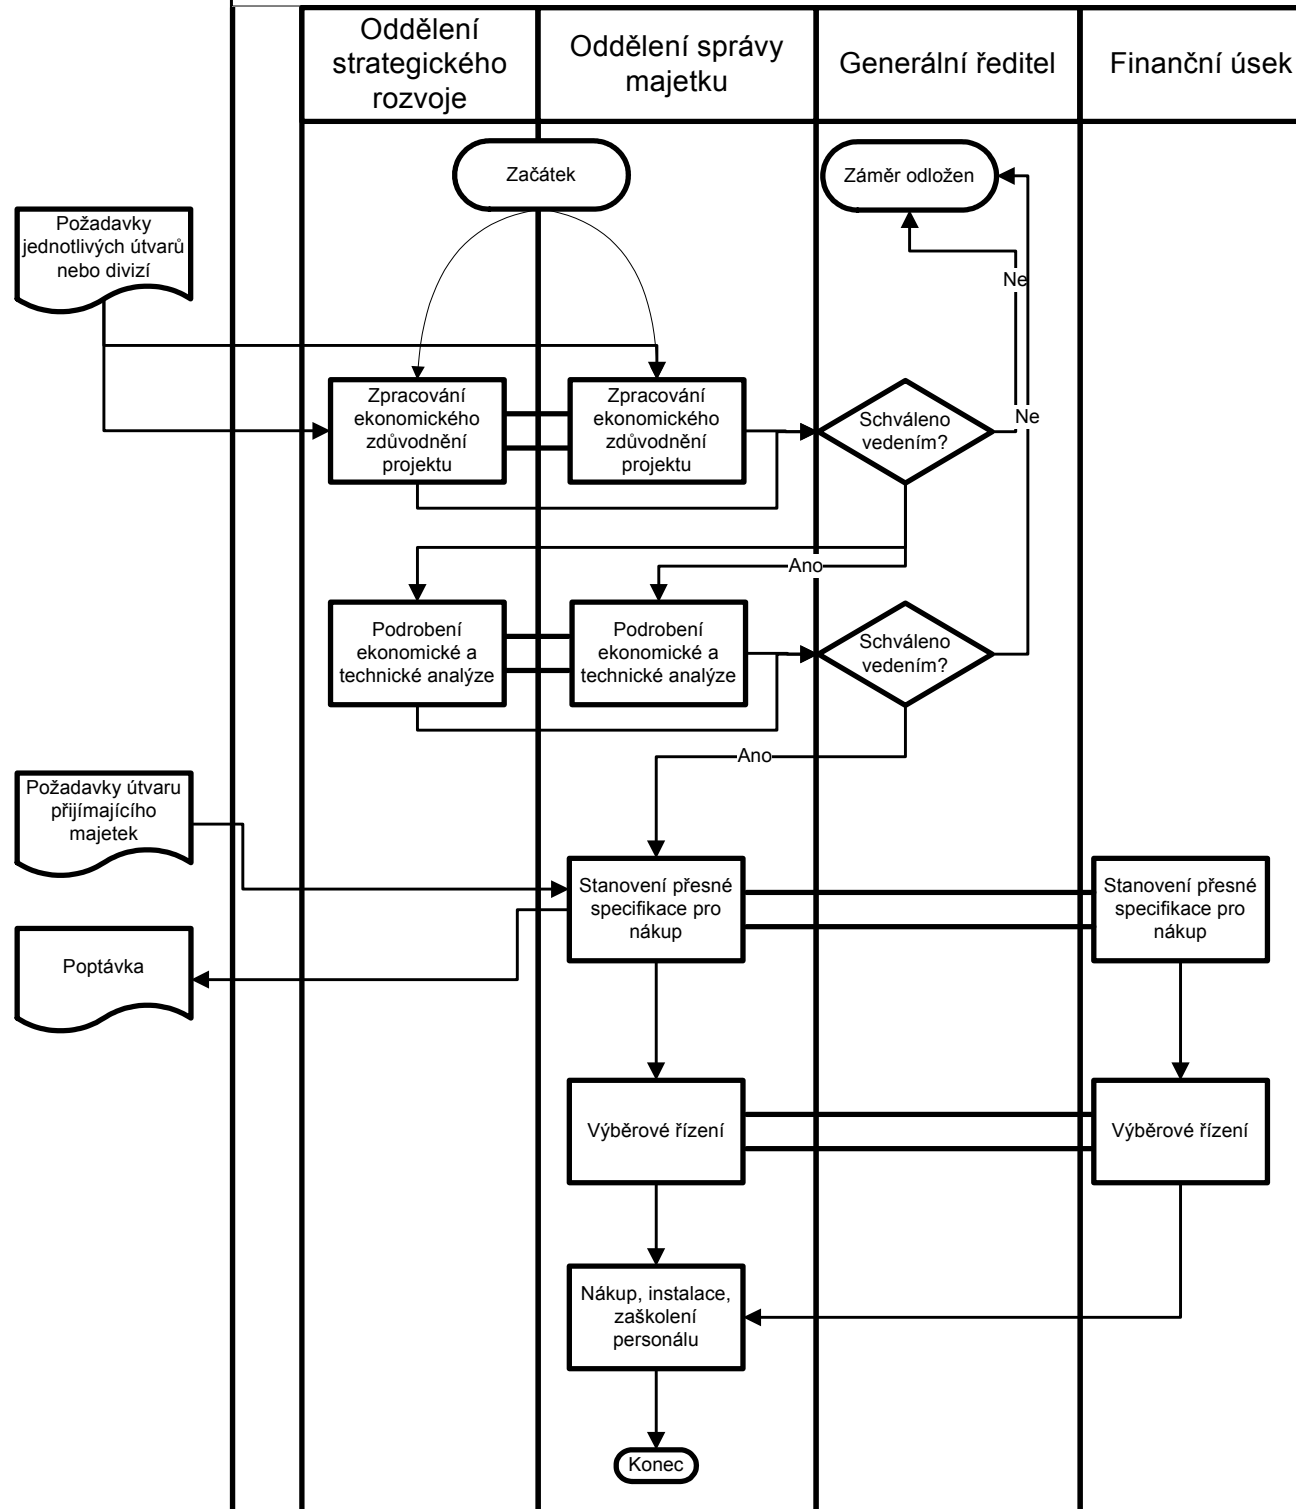 Oddělení
strategického
rozvoje
Oddělení správy
majetku
Generální ředitel
Finanční úsek
Začátek
Záměr odložen
Požadavky
jednotlivých útvarů
nebo divizí
Ne
Zpracování
ekonomického
zdůvodnění
projektu
Zpracování
ekonomického
zdůvodnění
projektu
Schváleno
vedením?
Ne
Ano
Podrobení
ekonomické a
technické analýze
Podrobení
ekonomické a
technické analýze
Schváleno
vedením?
Ano
Požadavky útvaru
přijímajícího
majetek
Stanovení přesné
specifikace pro
nákup
Stanovení přesné
specifikace pro
nákup
Poptávka
Výběrové řízení
Výběrové řízení
Nákup, instalace,
zaškolení
personálu
Konec